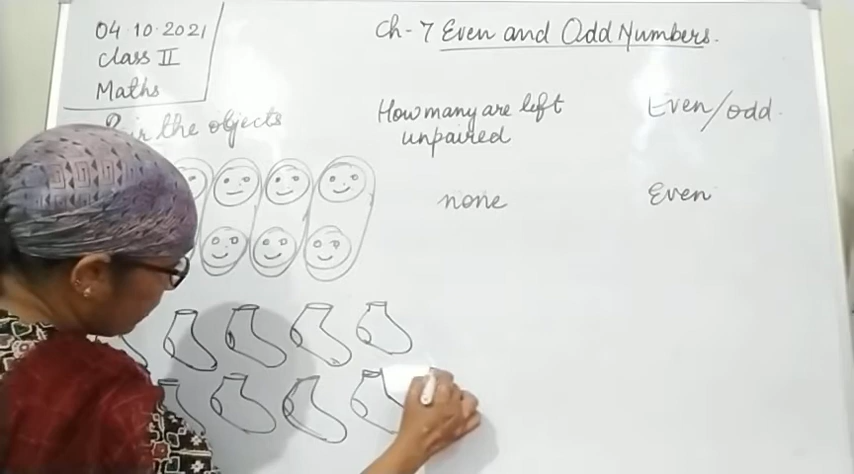 04.10.2021
Class II
Maths
Ch-7 Even and Odd Numbers.
the objects
How many are left
unpaired
Even/odd.
none
Even